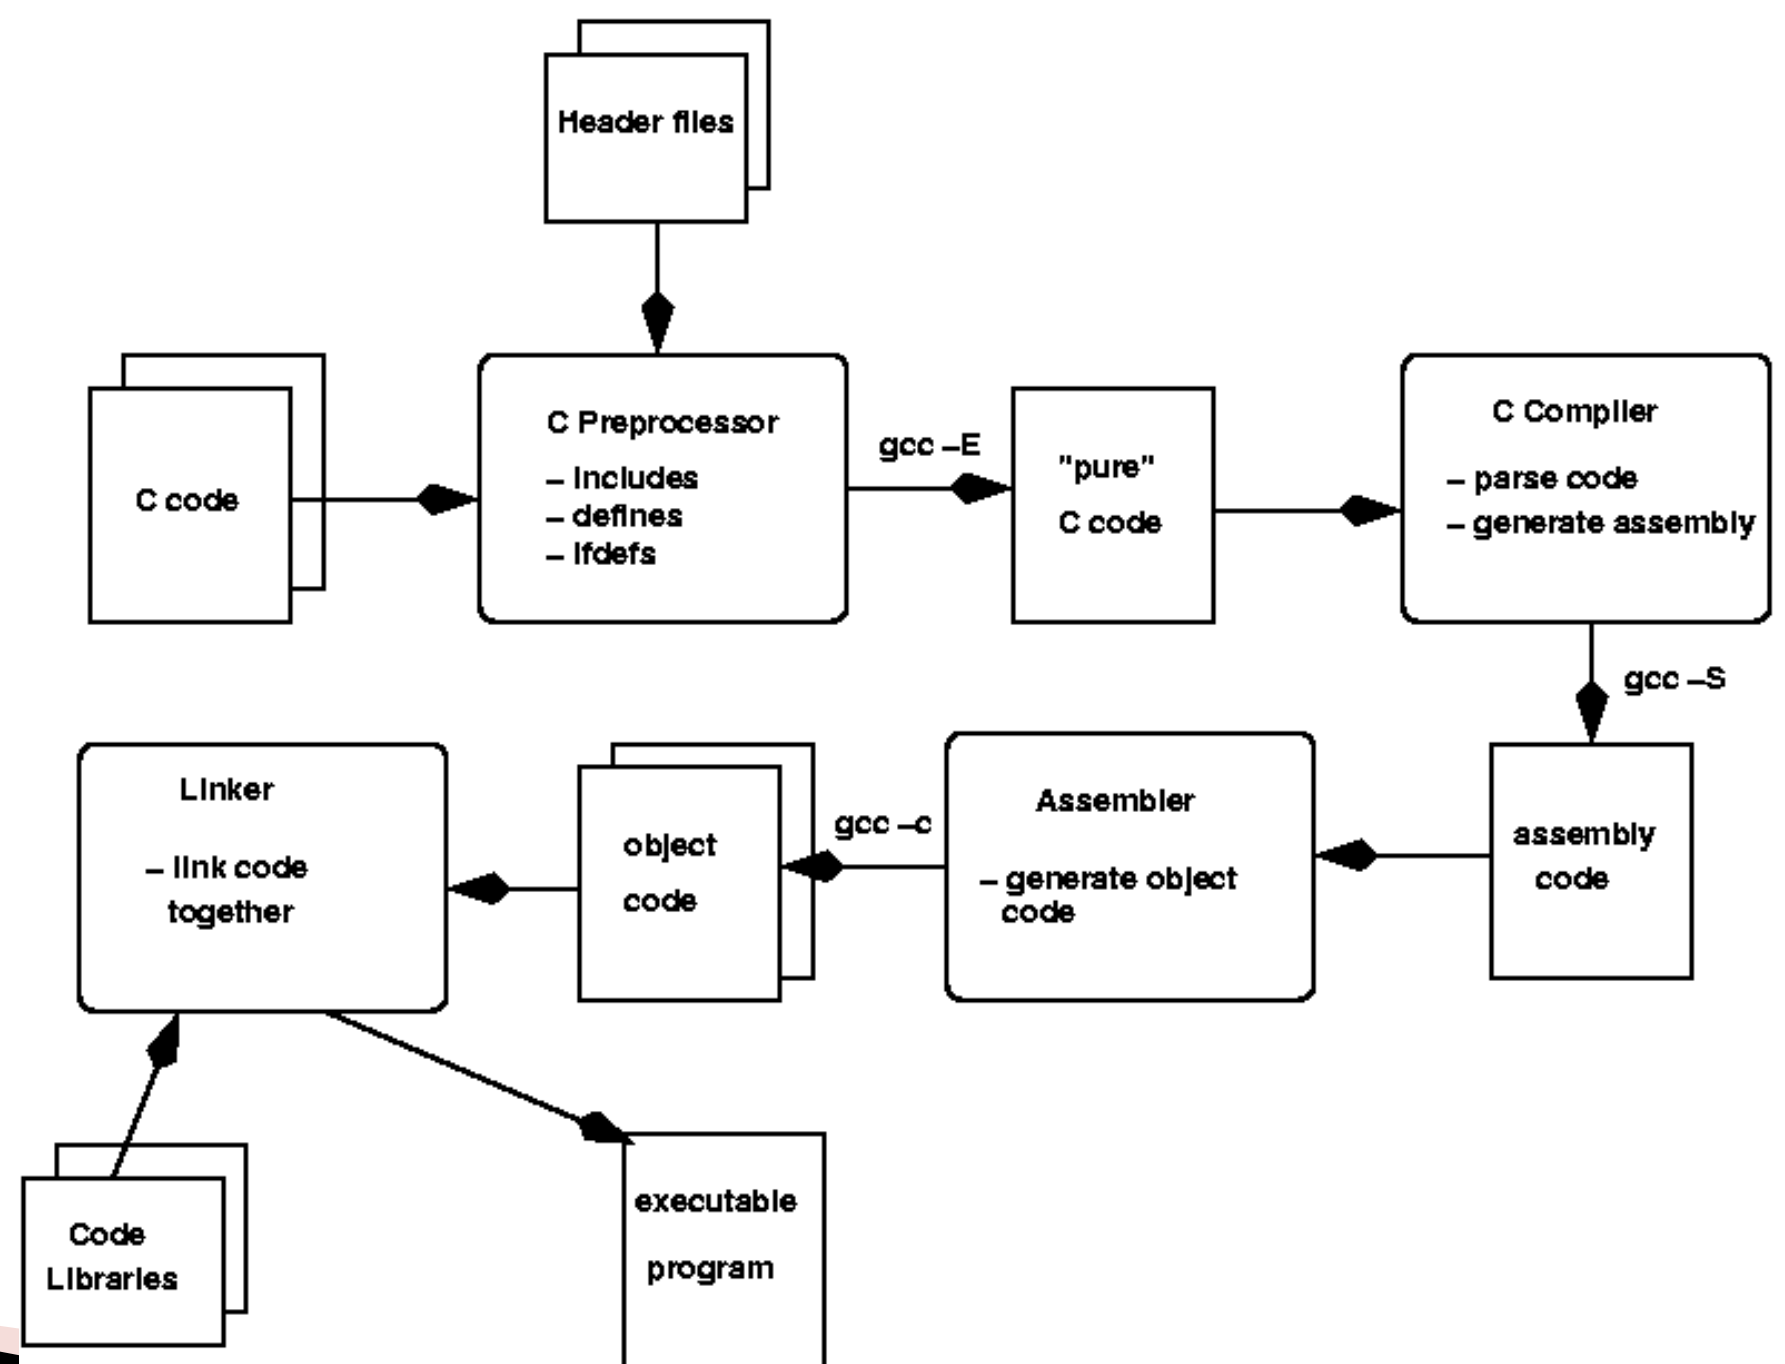 Header files
C code
C Preprocessor
– includes
– defines
– ifdefs
gcc –E
"pure"
C code
C Compiler
– parse code
– generate assembly
gcc –S
Linker
– link code
together
object
code
gcc –c
Assembler
– generate object
code
assembly
code
Code
Libraries
executable
program